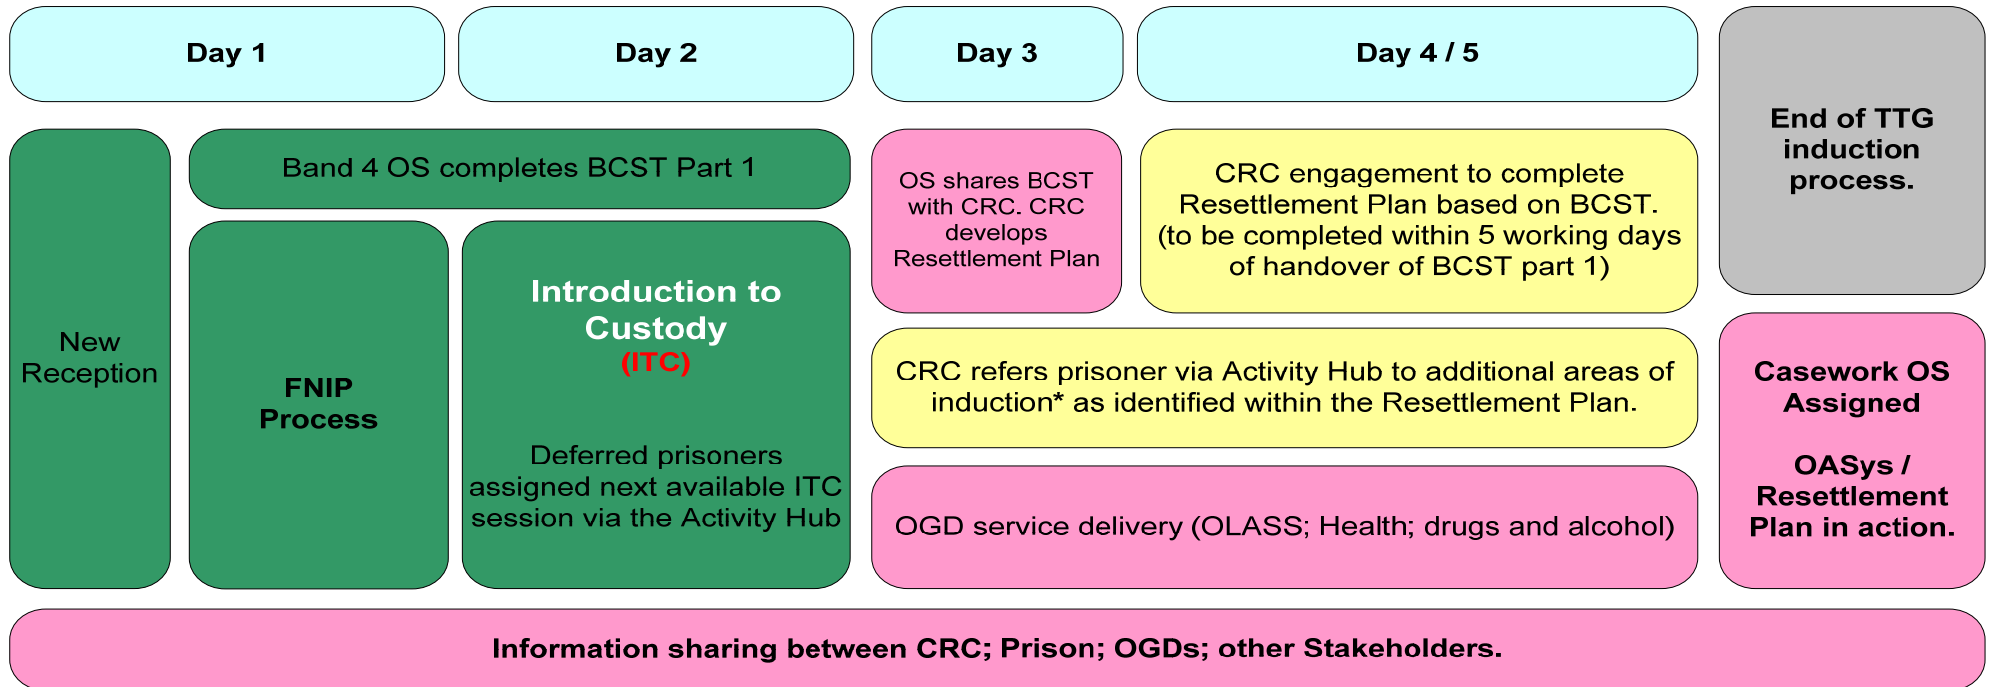 Day 1
Day 2
Day 3
Day 4 / 5
End of TTG
induction
process.
New
Reception
Band 4 OS completes BCST Part 1
FNIP
Process
Introduction to
Custody
(ITC)
Deferred prisoners
assigned next available ITC
session via the Activity Hub
OS shares BCST
with CRC. CRC
develops
Resettlement Plan
CRC engagement to complete
Resettlement Plan based on BCST.
(to be completed within 5 working days
of handover of BCST part 1)
CRC refers prisoner via Activity Hub to additional areas of
induction* as identified within the Resettlement Plan.
OGD service delivery (OLASS; Health; drugs and alcohol)
Casework OS
Assigned
OASys /
Resettlement
Plan in action.
Information sharing between CRC; Prison; OGDs; other Stakeholders.